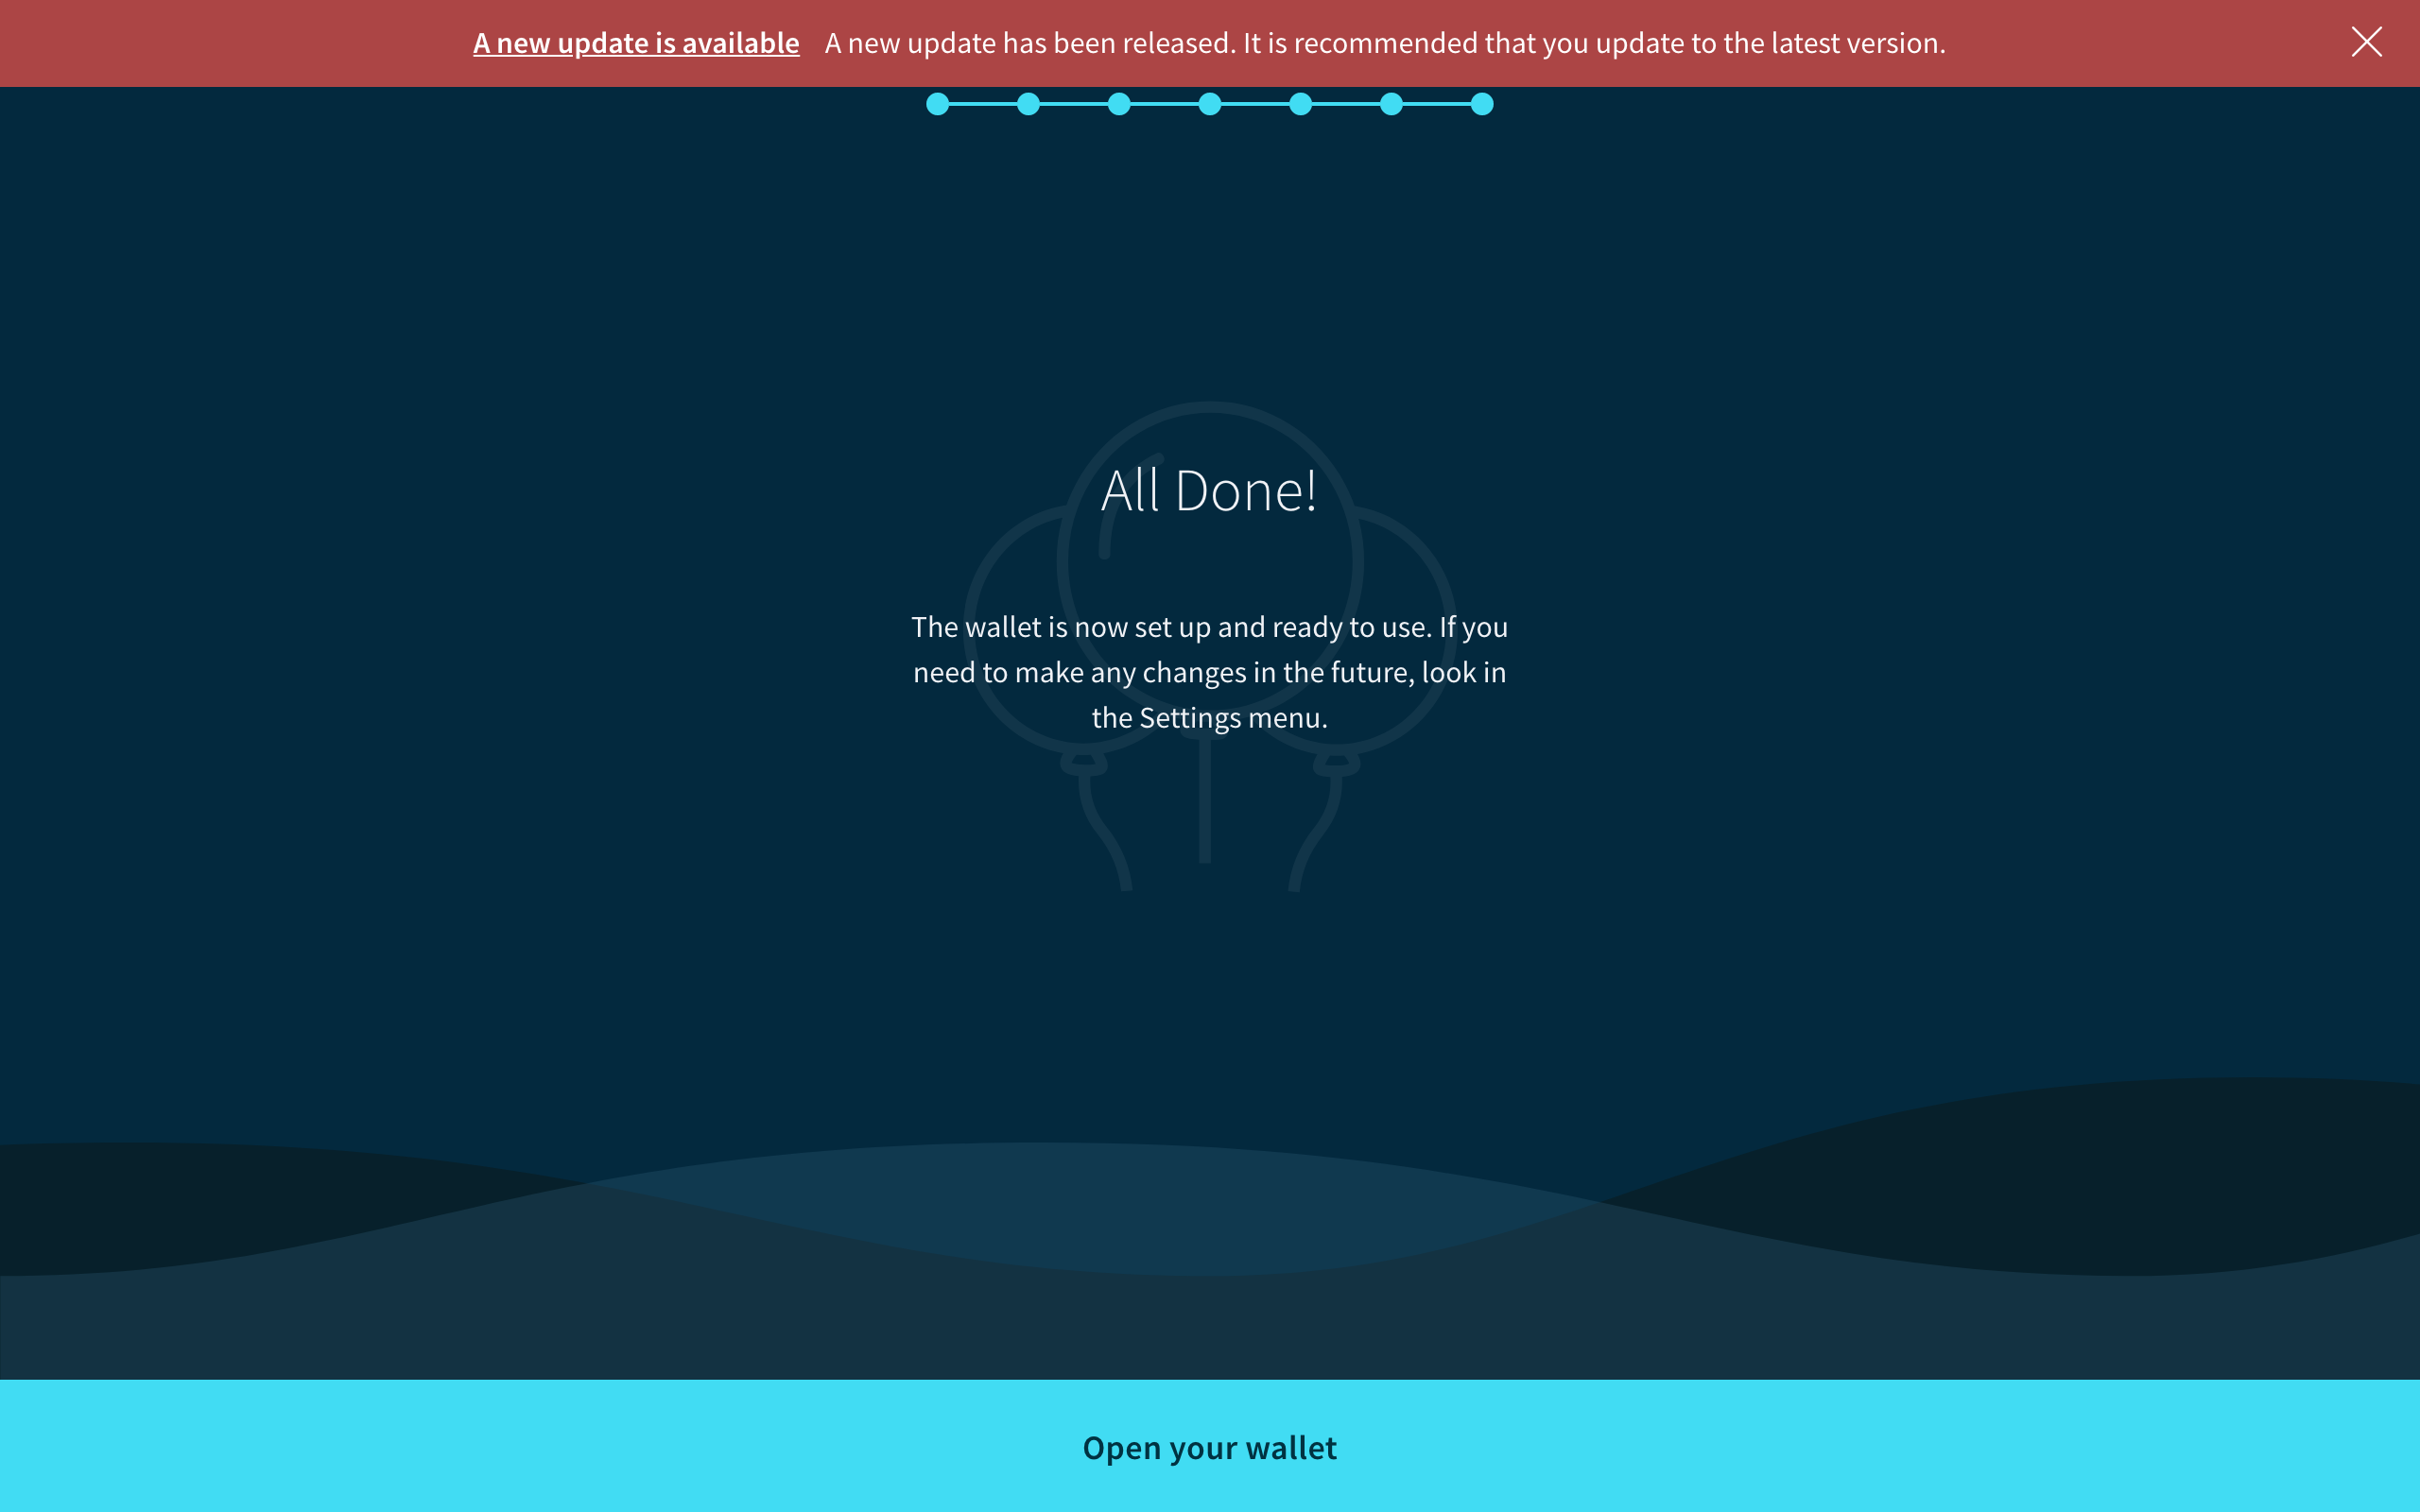 A new update is available A new update has been released. It is recommended that you update to the latest version.
All Done!
The wallet is now set up and ready to use. If you
need to make any changes in the future, look in
the Settings menu.
Open your wallet